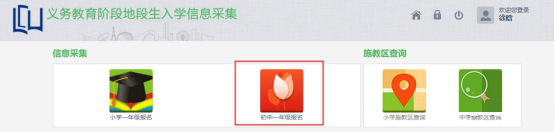 义务教育阶段地段生入学信息采集
欢迎您登录
徐晗
信息采集
施教区查询
小学一年级报名
初中一年级报名
小学施教区查询
中学施教区查询